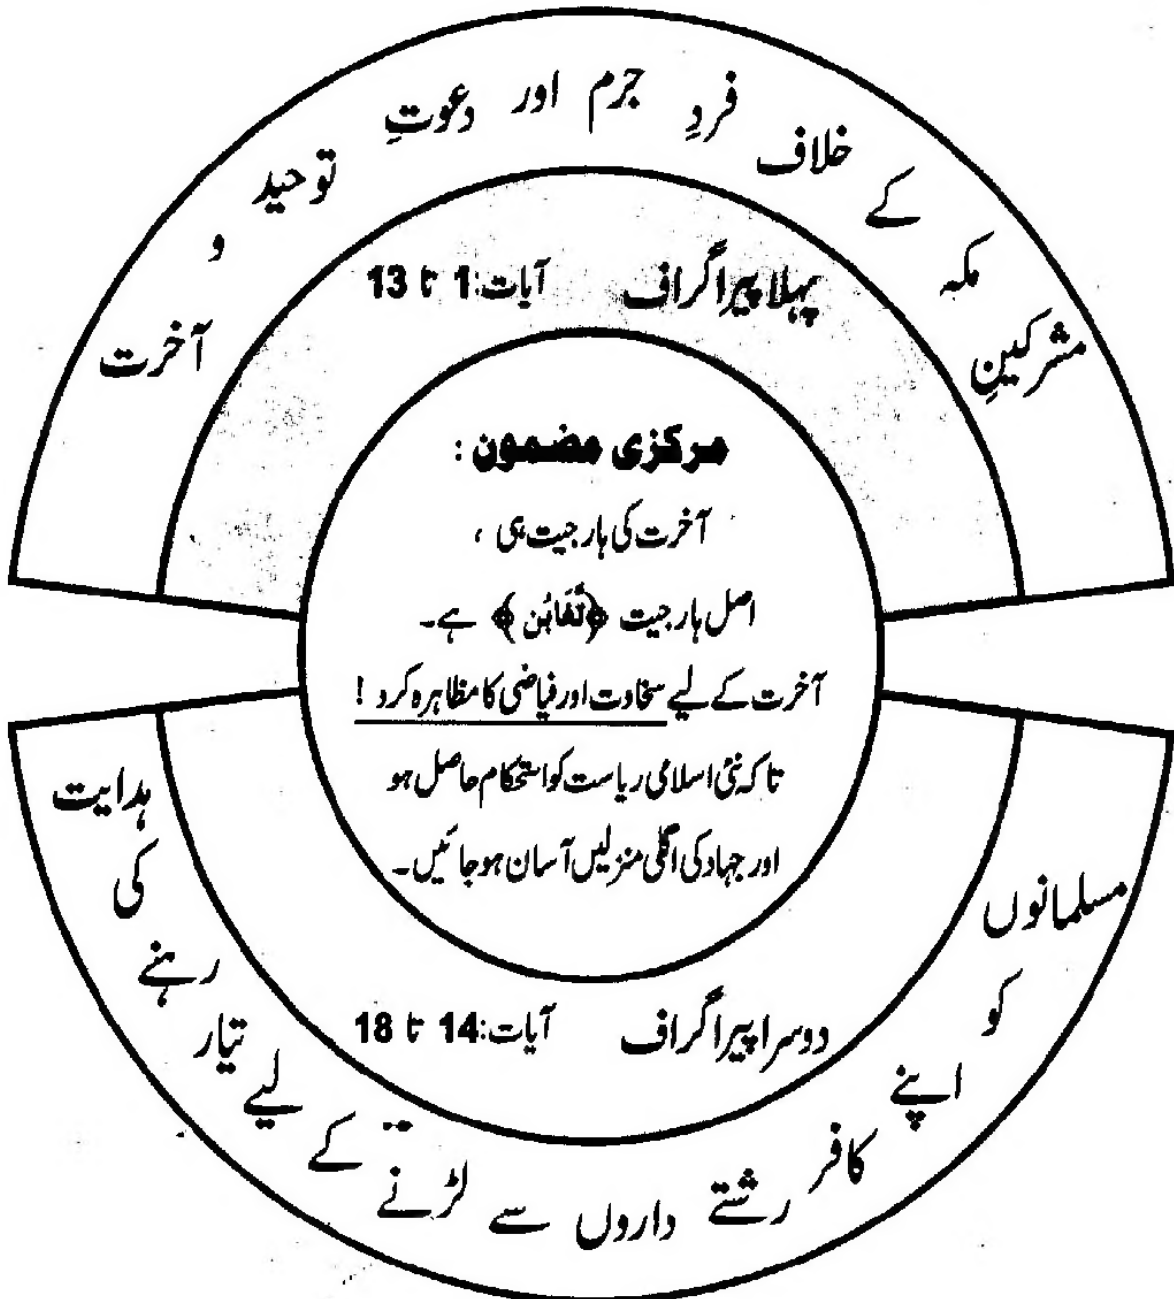 مشرکینِ مکہ کے خلاف فردِ جرم اور دعوتِ توحید و آخرت
پہلا پیراگراف آیات:1 تا 13
مرکزی مضمون :
آخرت کی ہار جیت ہی ،
اصل ہار جیت ﴿تَغَابُن﴾ ہے۔
آخرت کے لیے سخاوت اور فیاضی کا مظاہرہ کرو !
تاکہ نئی اسلامی ریاست کو استحکام حاصل ہو
اور جہاد کی اگلی منزلیں آسان ہو جائیں۔
دوسرا پیراگراف آیات:14 تا 18
مسلمانوں کو اپنے کافر رشتے داروں سے لڑنے کے لیے تیار رہنے کی ہدایت